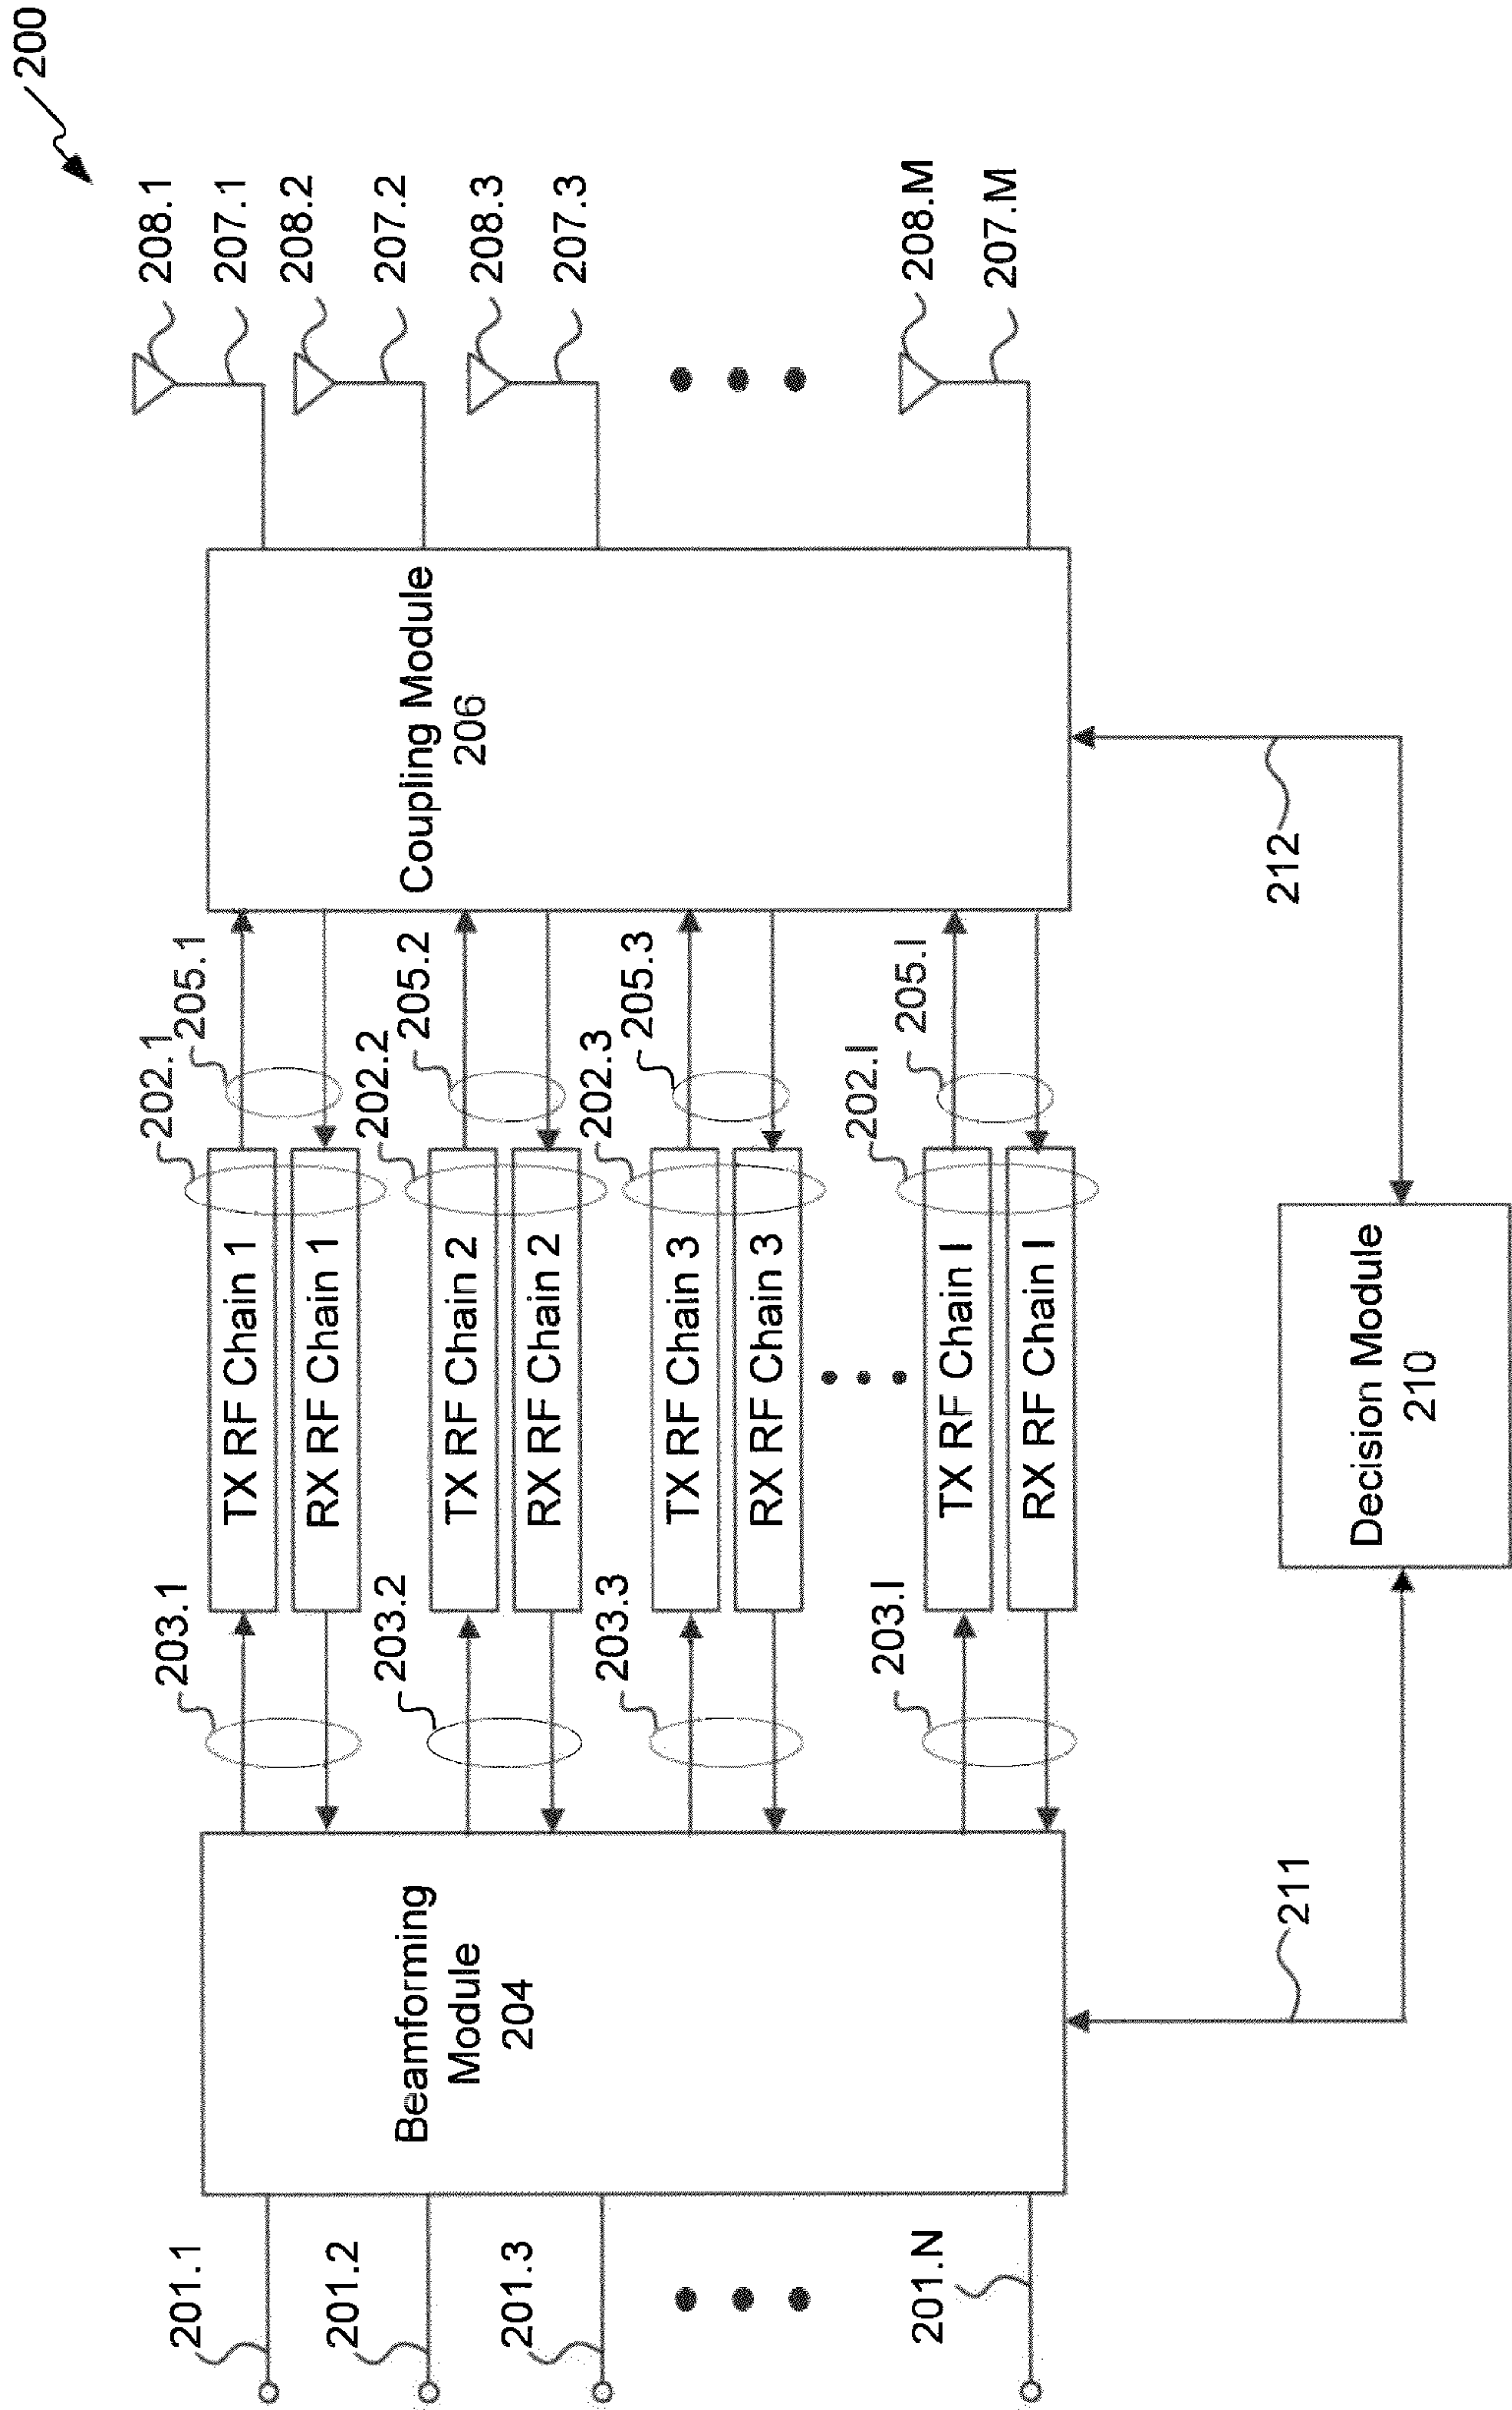 200
208.1
207.1
208.2
207.2
208.3
207.3
208.M
207.M
Coupling Module
206
202.1
205.1
202.2
205.2
202.3
205.3
202.I
205.I
TX RF Chain 1
RX RF Chain 1
TX RF Chain 2
RX RF Chain 2
TX RF Chain 3
RX RF Chain 3
TX RF Chain I
RX RF Chain I
203.1
203.2
203.3
203.I
Beamforming
Module
204
201.1
201.2
201.3
201.N
212
Decision Module
210
211